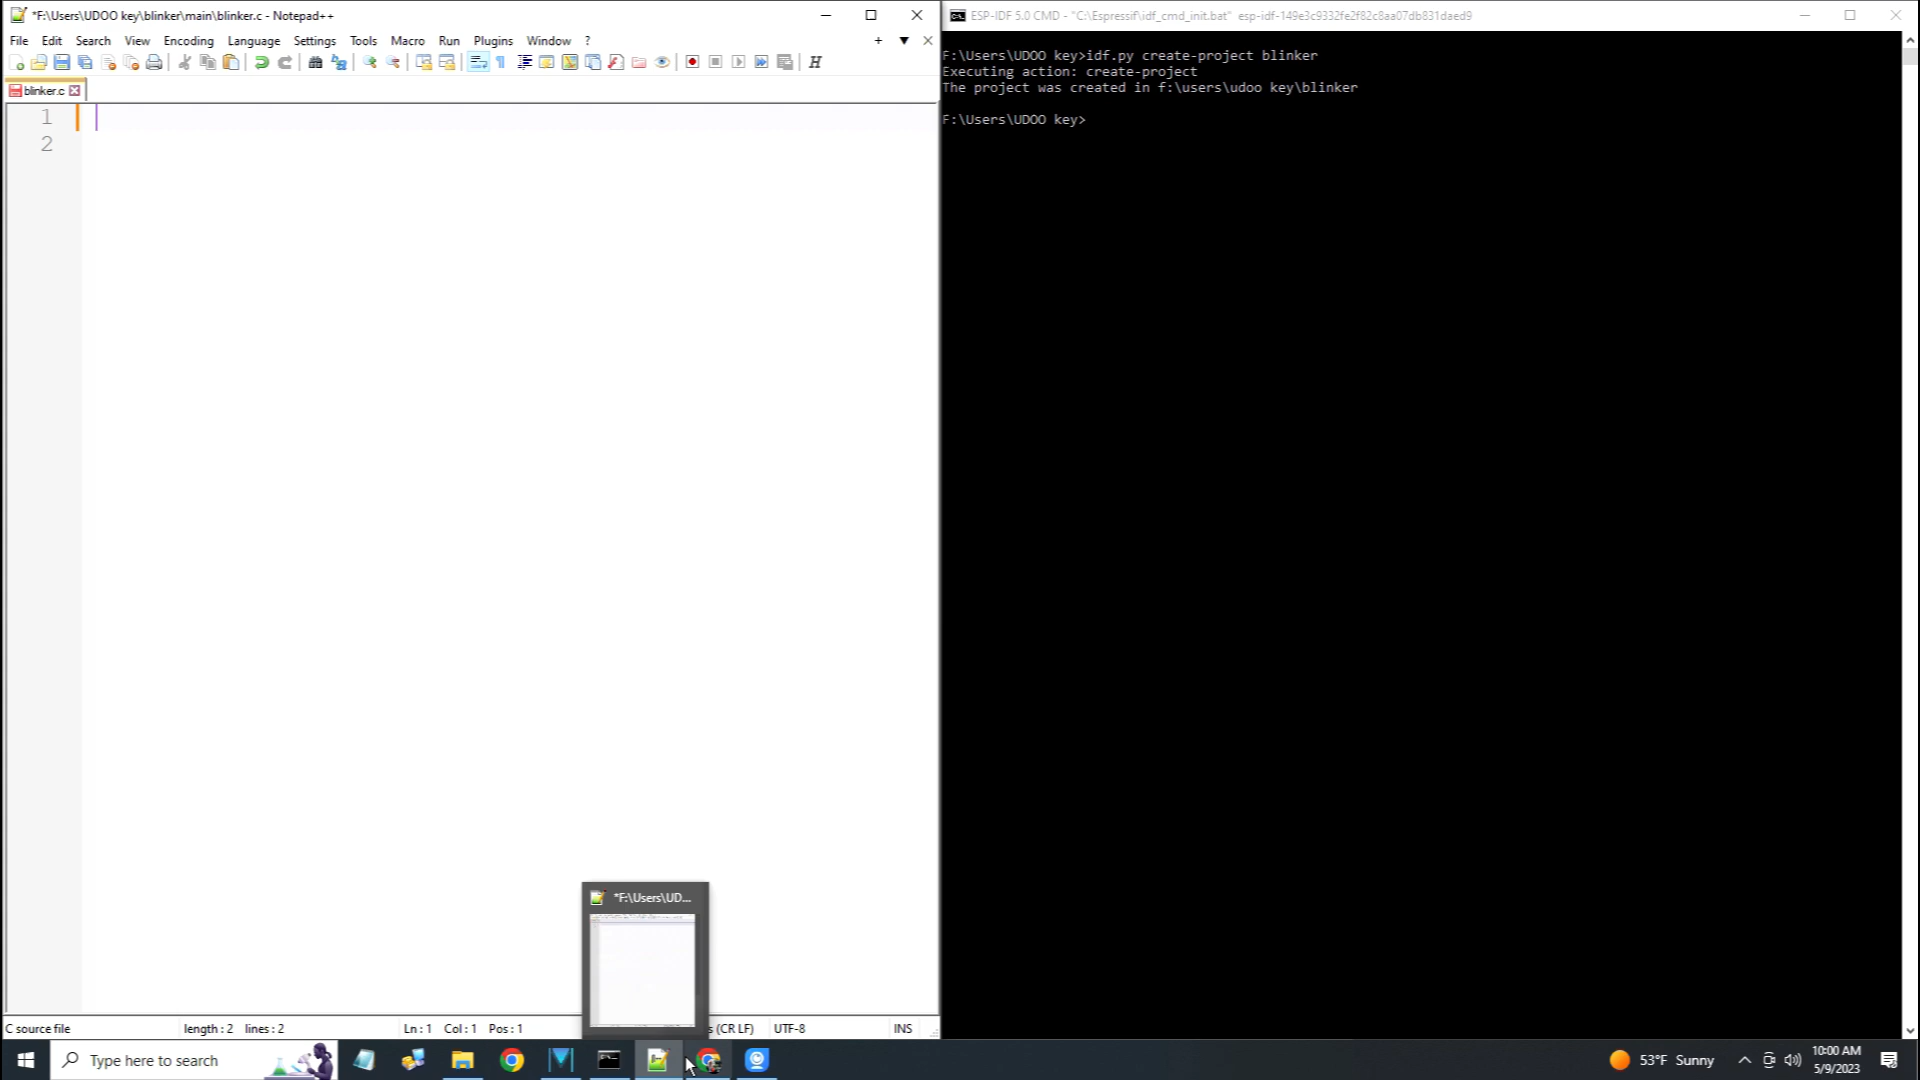 *F:\Users\UDOO key\blinker\main\blinker.c - Notepad++
File Edit Search View Encoding Language Settings Tools Macro Run Plugins Window ?
+ ▼ ✕
H
blinker.c
1
2
C source file length : 2 lines : 2 Ln : 1 Col : 1 Pos : 1 (CR LF) UTF-8 INS
*F:\Users\UD...
ESP-IDF 5.0 CMD - "C:\Espressif\idf_cmd_init.bat" esp-idf-149e3c9332fe2f82c8aa07db831daed9
F:\Users\UDOO key>idf.py create-project blinker
Executing action: create-project
The project was created in f:\users\udoo key\blinker
F:\Users\UDOO key>
Type here to search
53°F Sunny
10:00 AM
5/9/2023